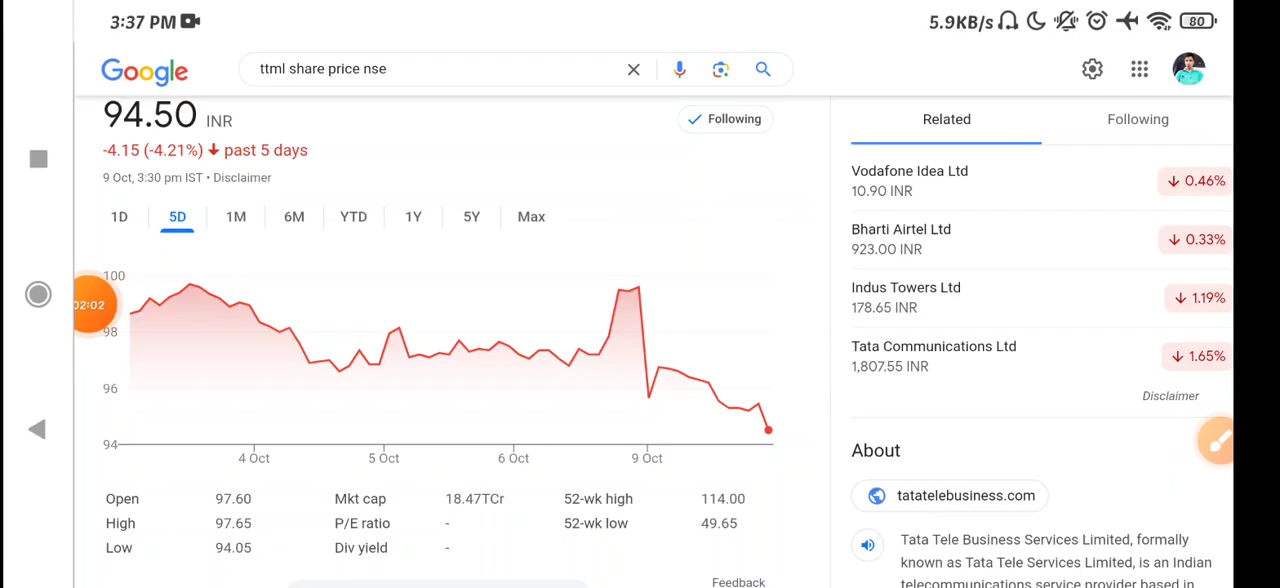 3:37 PM
5.9KB/s
80
Google
ttml share price nse
94.50 INR
Following
-4.15 (-4.21%) past 5 days
9 Oct, 3:30 pm IST • Disclaimer
1D
5D
1M
6M
YTD
1Y
5Y
Max
100
98
96
94
02:02
4 Oct
5 Oct
6 Oct
9 Oct
Open 97.60 Mkt cap 18.47TCr 52-wk high 114.00
High 97.65 P/E ratio - 52-wk low 49.65
Low 94.05 Div yield -
Feedback
Related
Following
Vodafone Idea Ltd
10.90 INR
0.46%
Bharti Airtel Ltd
923.00 INR
0.33%
Indus Towers Ltd
178.65 INR
1.19%
Tata Communications Ltd
1,807.55 INR
1.65%
Disclaimer
About
tatatelebusiness.com
Tata Tele Business Services Limited, formally
known as Tata Tele Services Limited, is an Indian
telecommunications service provider based in